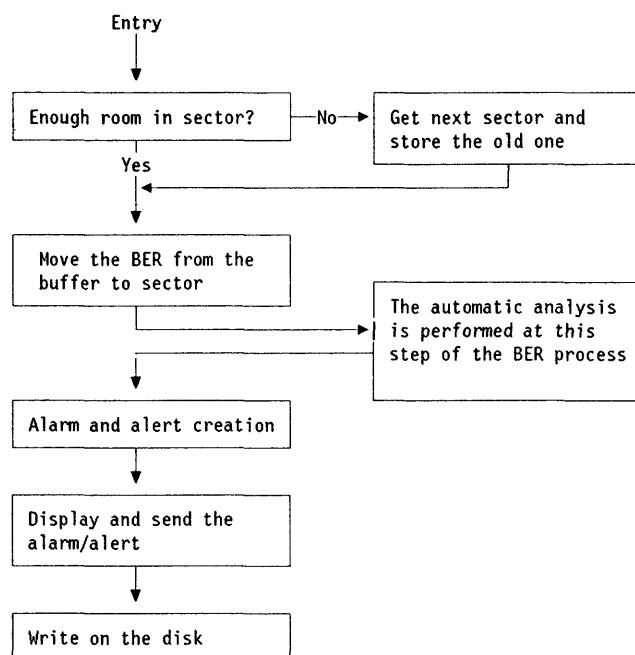 Entry
Enough room in sector?
No
Get next sector and
store the old one
Yes
Move the BER from the
buffer to sector
The automatic analysis
is performed at this
step of the BER process
Alarm and alert creation
Display and send the
alarm/alert
Write on the disk